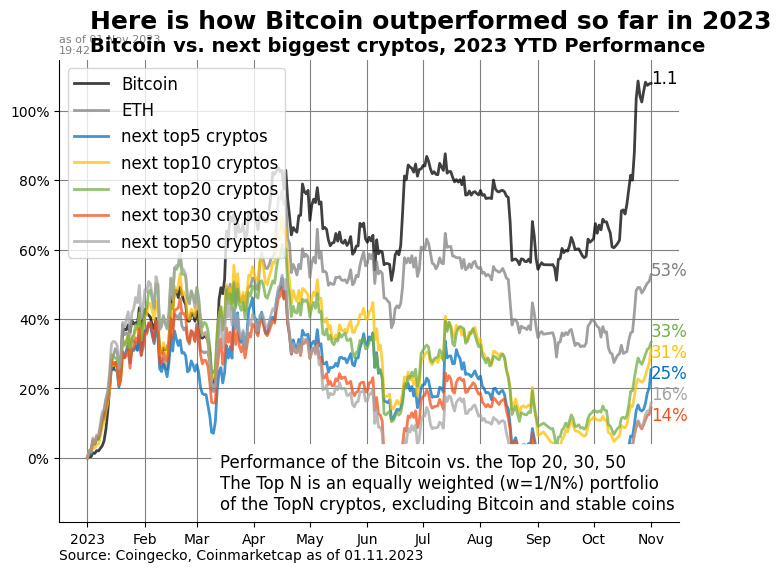 Here is how Bitcoin outperformed so far in 2023
as of 01 Nov 2023
19:42
Bitcoin vs. next biggest cryptos, 2023 YTD Performance
Bitcoin
ETH
next top5 cryptos
next top10 cryptos
next top20 cryptos
next top30 cryptos
next top50 cryptos
100%
80%
60%
40%
20%
0%
1.1
53%
35%
31%
25%
16%
14%
Performance of the Bitcoin vs. the Top 20, 30, 50
The Top N is an equally weighted (w=1/N%) portfolio
of the TopN cryptos, excluding Bitcoin and stable coins
2023 Feb Mar Apr May Jun Jul Aug Sep Oct Nov
Source: Coingecko, Coinmarketcap as of 01.11.2023